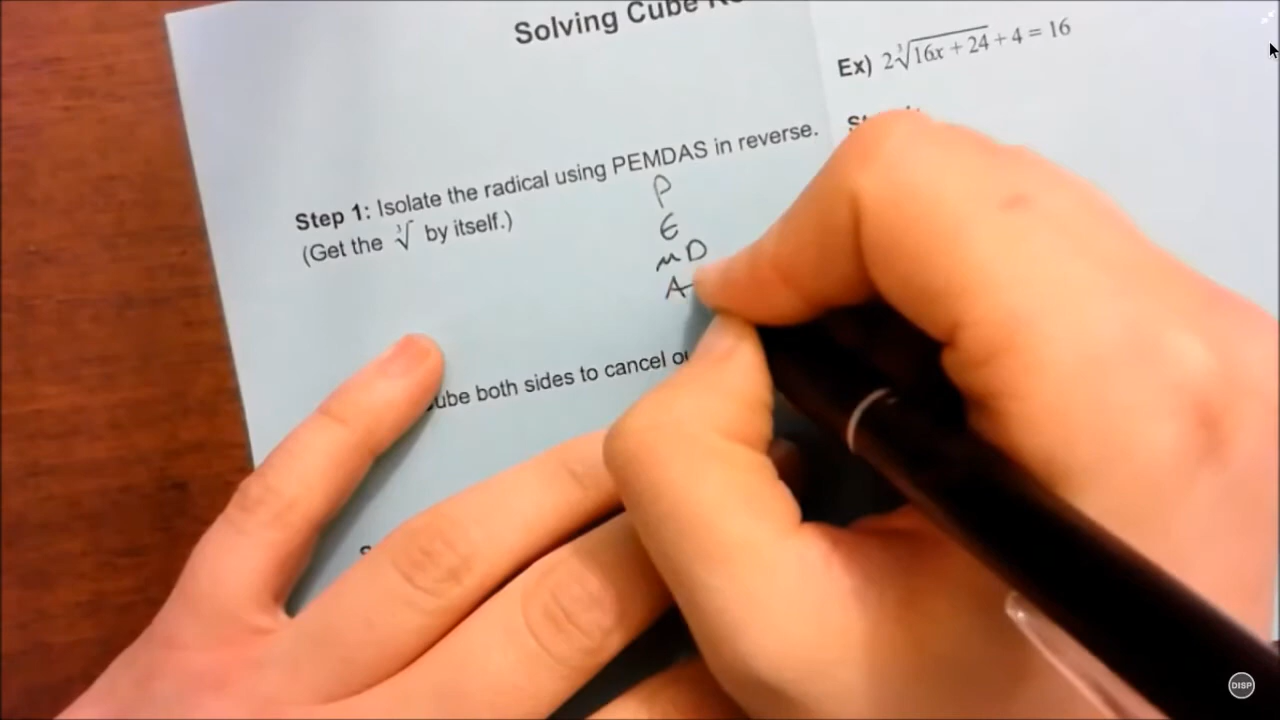 Solving Cube
Step 1: Isolate the radical using PEMDAS in reverse.
(Get the ∛ by itself.)
P
E
MD
A
both sides to cancel
Ex) 2∛(16x + 24) + 4 = 16
DISP